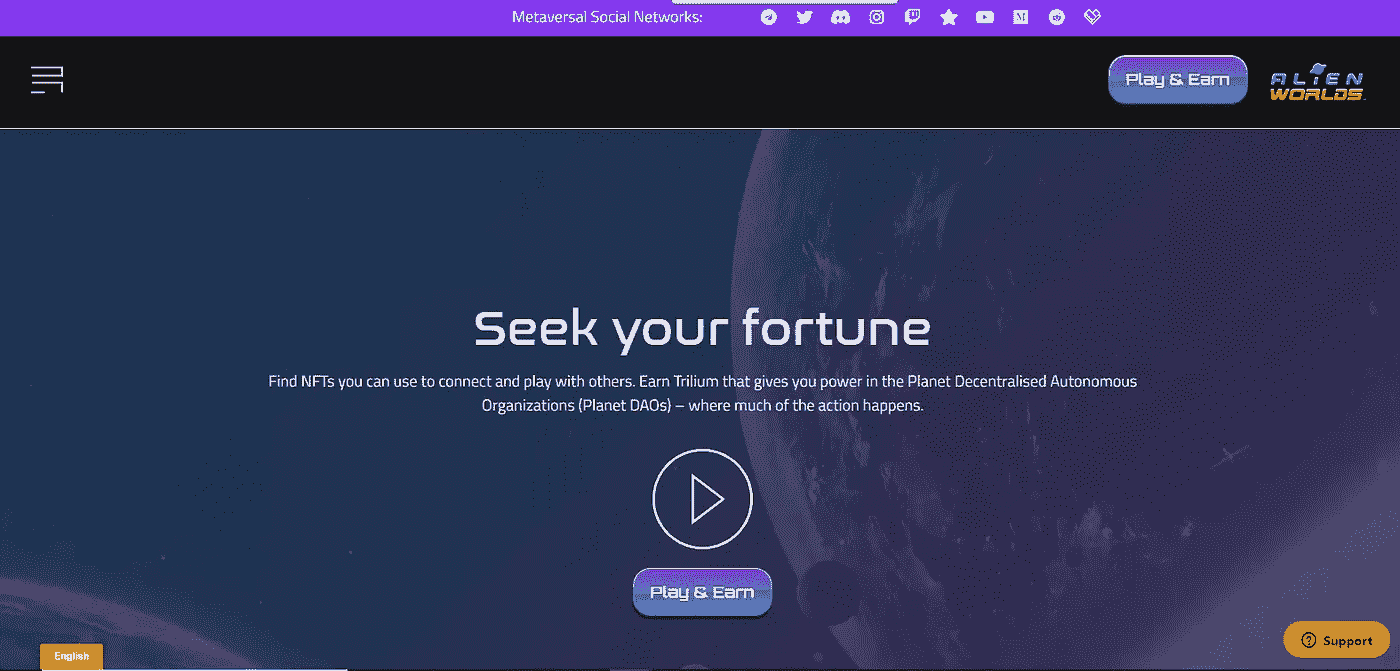 Metaversal Social Networks:
Play & Earn
ALIEN
WORLDS
Seek your fortune
Find NFTs you can use to connect and play with others. Earn Trilium that gives you power in the Planet Decentralised Autonomous
Organizations (Planet DAOs) – where much of the action happens.
Play & Earn
Support
English